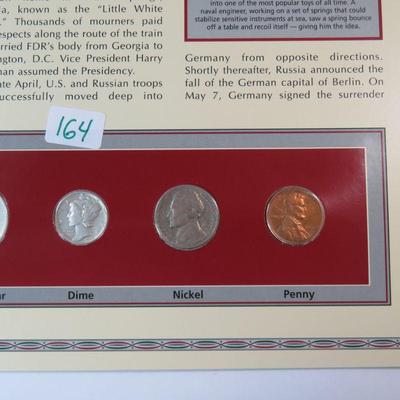 into one of the most popular toys of all time. A
naval engineer, working on a set of springs that could
stabilize sensitive instruments at sea, saw a spring bounce
off a table and recoil itself — giving him the idea.
a, known as the "Little White
." Thousands of mourners paid
espects along the route of the train
rried FDR's body from Georgia to
ngton, D.C. Vice President Harry
man assumed the Presidency.
te April, U.S. and Russian troops
uccessfully moved deep into
Germany from opposite directions.
Shortly thereafter, Russia announced the
fall of the German capital of Berlin. On
May 7, Germany signed the surrender
164
ar
Dime
Nickel
Penny